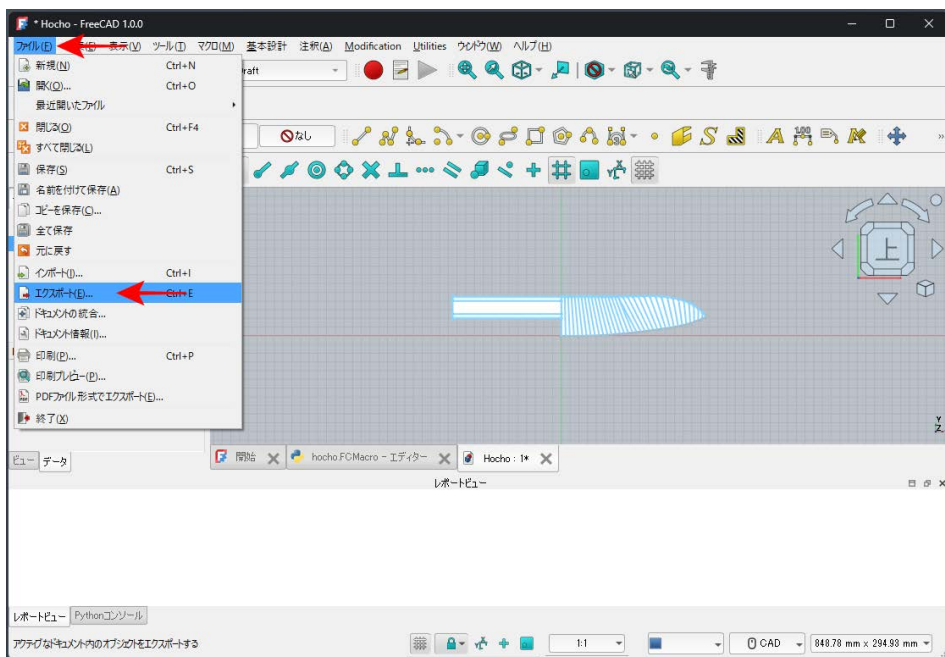 * Hocho - FreeCAD 1.0.0
ファイル(F) 表示(V) ツール(T) マクロ(M) 基本設計 注釈(A) Modification Utilities ウィンドウ(W) ヘルプ(H)
新規(N) Ctrl+N
開く(O)... Ctrl+O
最近開いたファイル
閉じる(C) Ctrl+F4
すべて閉じる(L)
保存(S) Ctrl+S
名前を付けて保存(A)
コピーを保存(C)...
全て保存
元に戻す
インポート(I)... Ctrl+I
エクスポート(E)... Ctrl+E
ドキュメントの統合...
ドキュメント情報(I)...
印刷(P)... Ctrl+P
印刷プレビュー(P)...
PDFファイル形式でエクスポート(E)...
終了(X)
raft
なし
上
Y
Z
ビュー データ
開始 hocho.FCMacro - エディター Hocho : 1*
レポートビュー
レポートビュー Pythonコンソール
アクティブなドキュメント内のオブジェクトをエクスポートする
1:1 CAD 848.78 mm x 294.93 mm